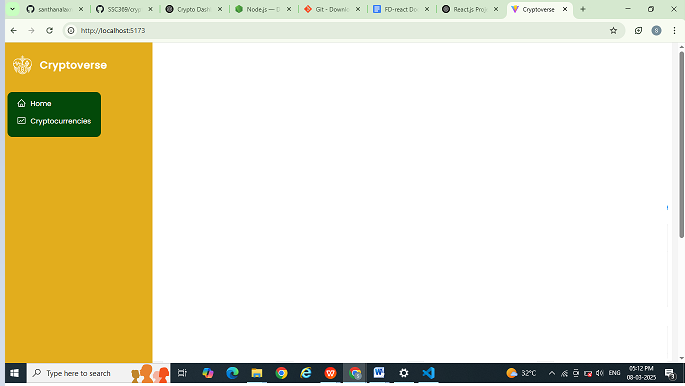 santhanalax
SSC369/cryp
Crypto Dash
Node.js — D
Git - Downlo
FD-react Do
React.js Proj
Cryptoverse
http://localhost:5173
S
Cryptoverse
Home
Cryptocurrencies
Type here to search
32°C
ENG
05:12 PM
08-03-2025
3